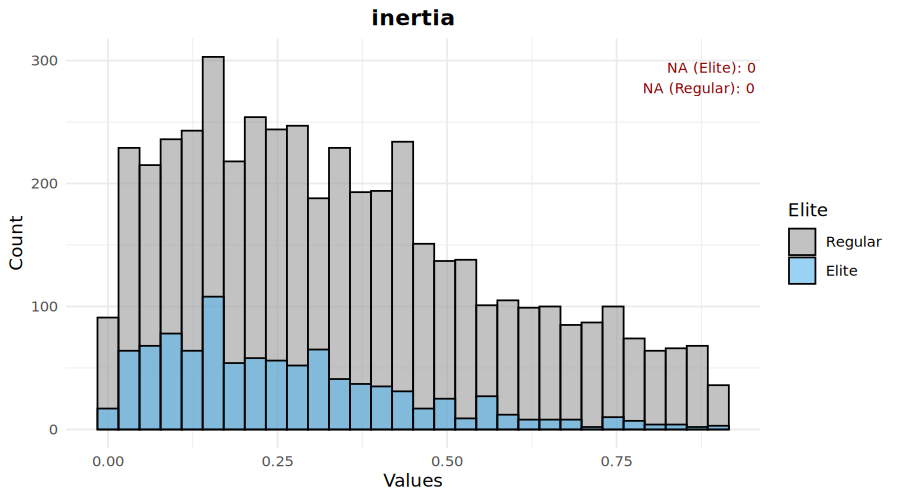 inertia
NA (Elite): 0
NA (Regular): 0
300
200
100
0
Count
0.00
0.25
0.50
0.75
Values
Elite
Regular
Elite